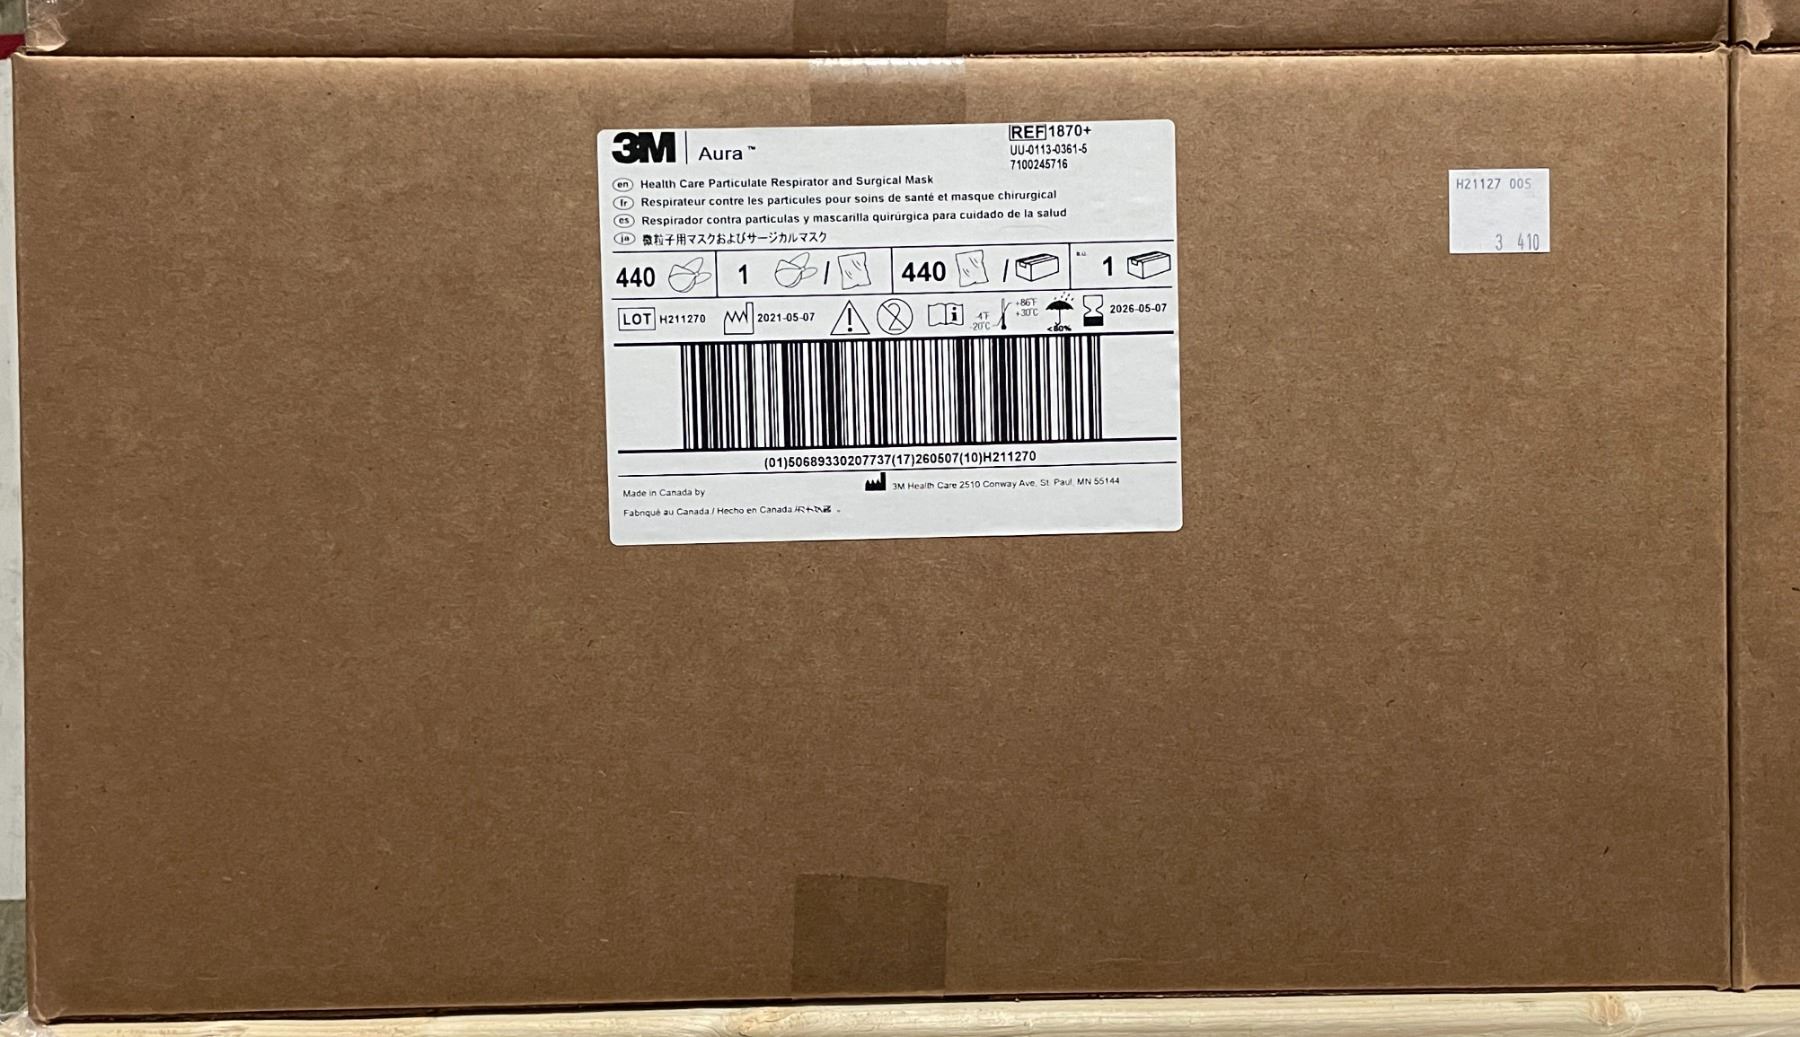 3M Aura™
REF 1870+
UU-0113-0361-5
7100245716
en Health Care Particulate Respirator and Surgical Mask
fr Respirateur contre les particules pour soins de santé et masque chirurgical
es Respirador contra partículas y mascarilla quirúrgica para cuidado de la salud
ja 微粒子用マスクおよびサージカルマスク
440 1 / 440 / 1
LOT H211270 2021-05-07 -4°F -20°C +86°F +30°C <80% 2026-05-07
(01)50689330207737(17)260507(10)H211270
3M Health Care 2510 Conway Ave. St. Paul, MN 55144
Made in Canada by
Fabriqué au Canada / Hecho en Canada
H21127 005
3 410